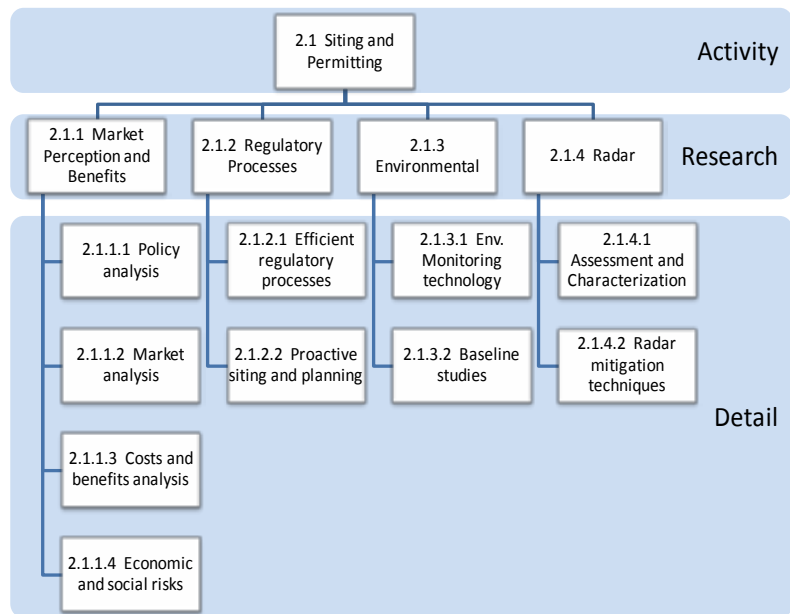 2.1 Siting and
Permitting
Activity
2.1.1 Market
Perception and
Benefits
2.1.2 Regulatory
Processes
2.1.3
Environmental
2.1.4 Radar
Research
2.1.1.1 Policy
analysis
2.1.2.1 Efficient
regulatory
processes
2.1.3.1 Env.
Monitoring
technology
2.1.4.1
Assessment and
Characterization
2.1.1.2 Market
analysis
2.1.2.2 Proactive
siting and planning
2.1.3.2 Baseline
studies
2.1.4.2 Radar
mitigation
techniques
Detail
2.1.1.3 Costs and
benefits analysis
2.1.1.4 Economic
and social risks